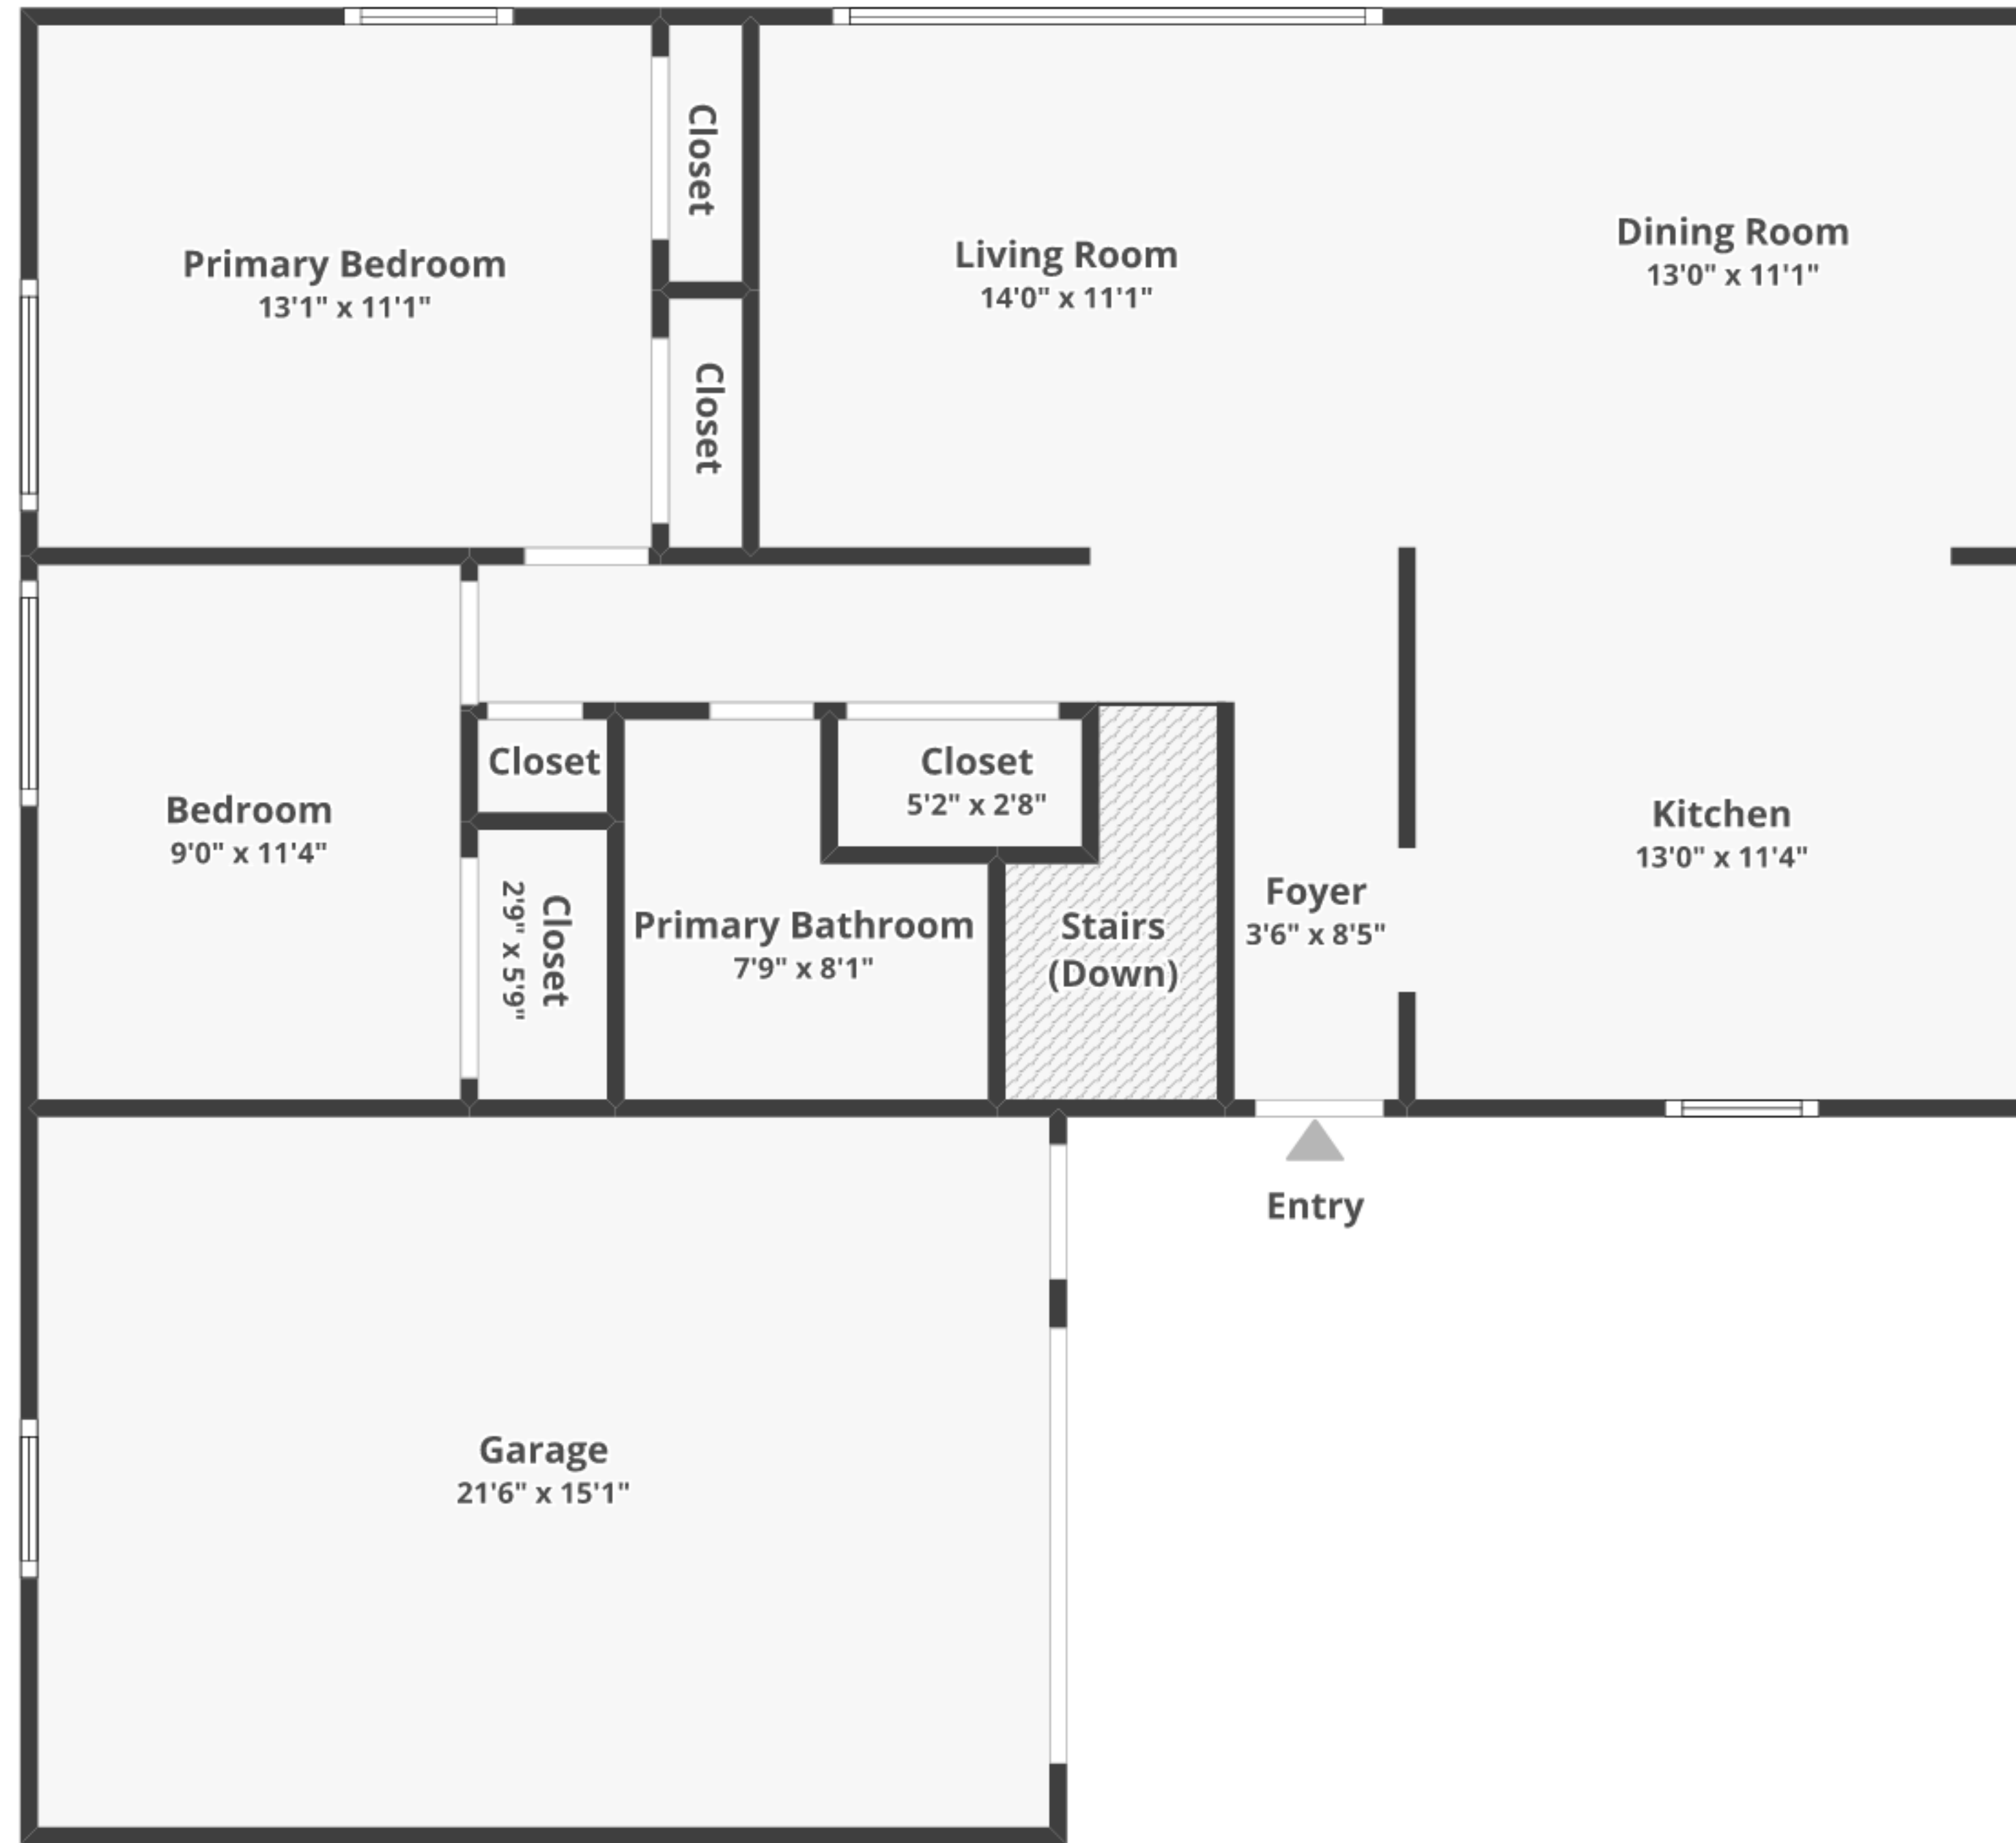 Primary Bedroom
13'1" x 11'1"
Closet
Closet
Living Room
14'0" x 11'1"
Dining Room
13'0" x 11'1"
Bedroom
9'0" x 11'4"
Closet
Closet
2'9" x 5'9"
Primary Bathroom
7'9" x 8'1"
Closet
5'2" x 2'8"
Stairs
(Down)
Foyer
3'6" x 8'5"
Kitchen
13'0" x 11'4"
Entry
Garage
21'6" x 15'1"